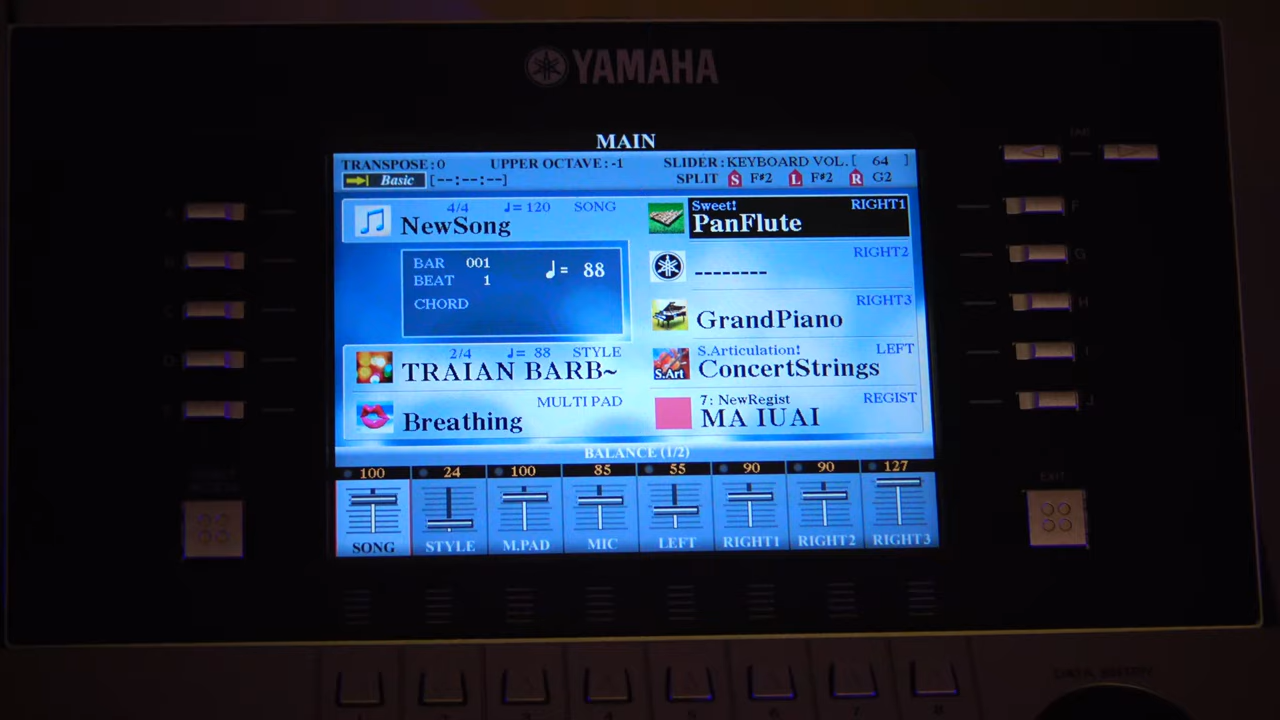 YAMAHA
MAIN
TRANSPOSE:0 UPPER OCTAVE:-1 SLIDER:KEYBOARD VOL.[ 64 ]
Basic [--:--:--] SPLIT S F#2 L F#2 R G2
4/4 ♩=120 SONG
NewSong
BAR 001
BEAT 1
♩= 88
CHORD
2/4 ♩= 88 STYLE
TRAIAN BARB~
MULTI PAD
Breathing
Sweet! RIGHT1
PanFlute
RIGHT2
--------
RIGHT3
GrandPiano
S.Articulation! LEFT
S.Art ConcertStrings
7: NewRegist REGIST
MA IUAI
BALANCE (1/2)
100 24 100 85 55 90 90 127
SONG STYLE M.PAD MIC LEFT RIGHT1 RIGHT2 RIGHT3
F
G
H
I
J
EXIT
DATA ENTRY